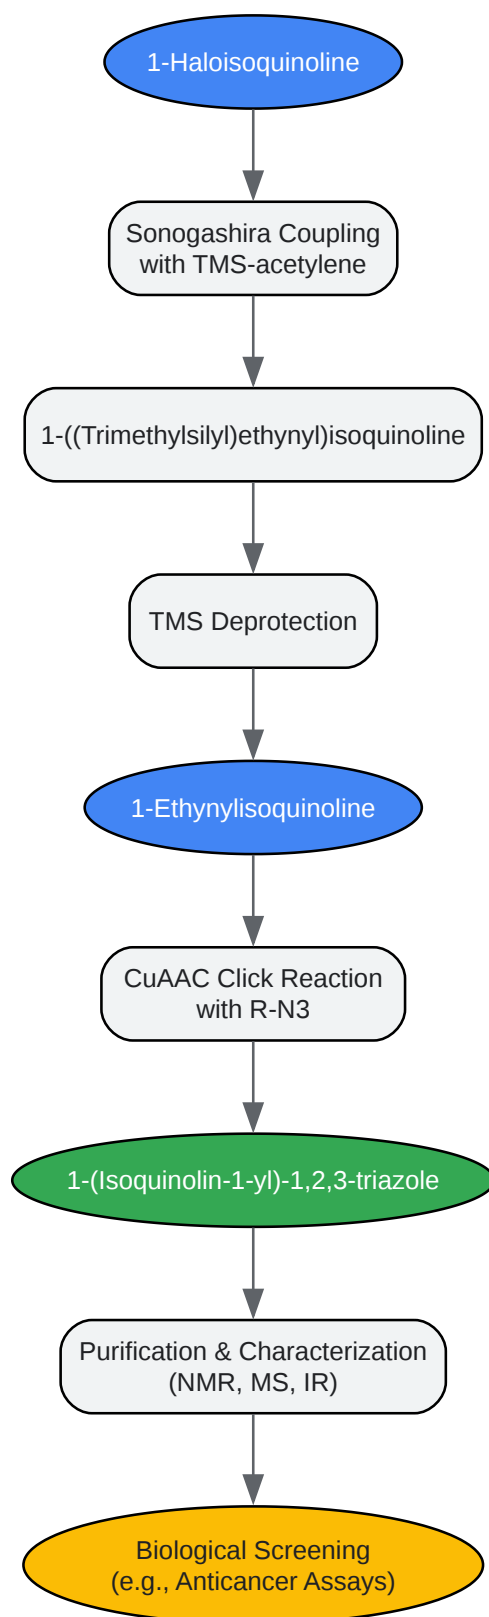 1-Haloisoquinoline
Sonogashira Coupling
with TMS-acetylene
1-((Trimethylsilyl)ethynyl)isoquinoline
TMS Deprotection
1-Ethynylisoquinoline
CuAAC Click Reaction
with R-N3
1-(Isoquinolin-1-yl)-1,2,3-triazole
Purification & Characterization
(NMR, MS, IR)
Biological Screening
(e.g., Anticancer Assays)